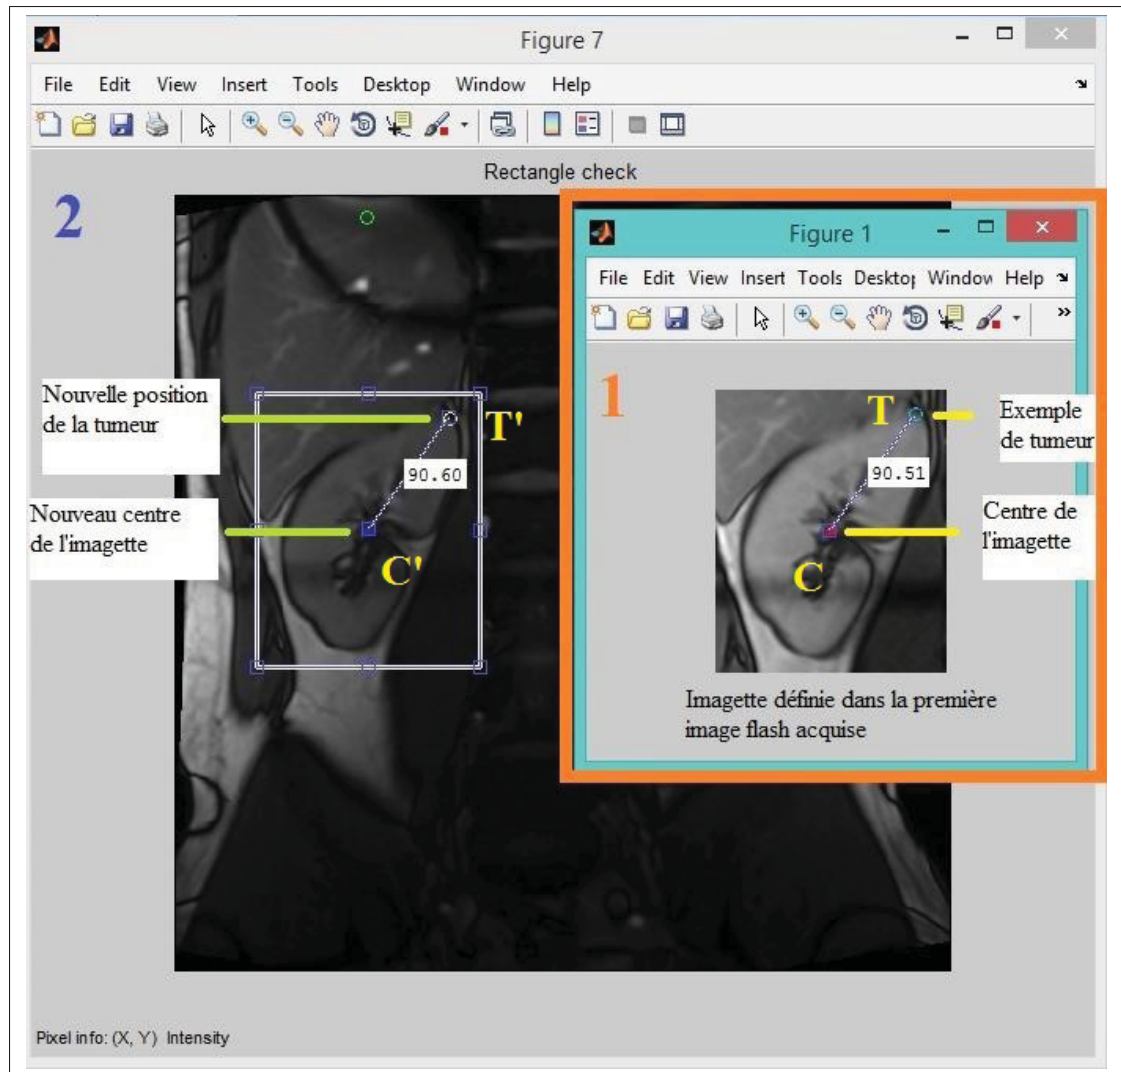 Figure 7
File Edit View Insert Tools Desktop Window Help
Rectangle check
2
Nouvelle position
de la tumeur
T'
90.60
Nouveau centre
de l'imagette
C'
Figure 1
File Edit View Insert Tools Desktop Window Help
1
T
Exemple
de tumeur
90.51
Centre de
l'imagette
C
Imagette définie dans la première
image flash acquise
Pixel info: (X, Y) Intensity